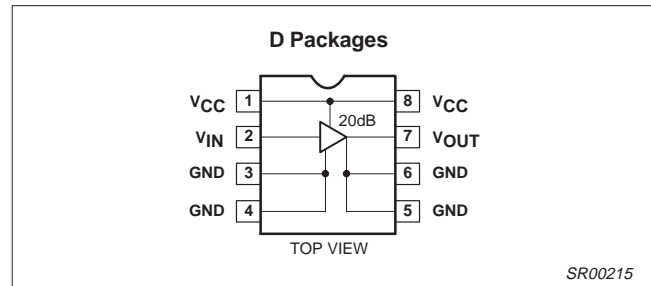 D Packages
VCC 1 8 VCC
20dB
VIN 2 7 VOUT
GND 3 6 GND
GND 4 5 GND
TOP VIEW
SR00215